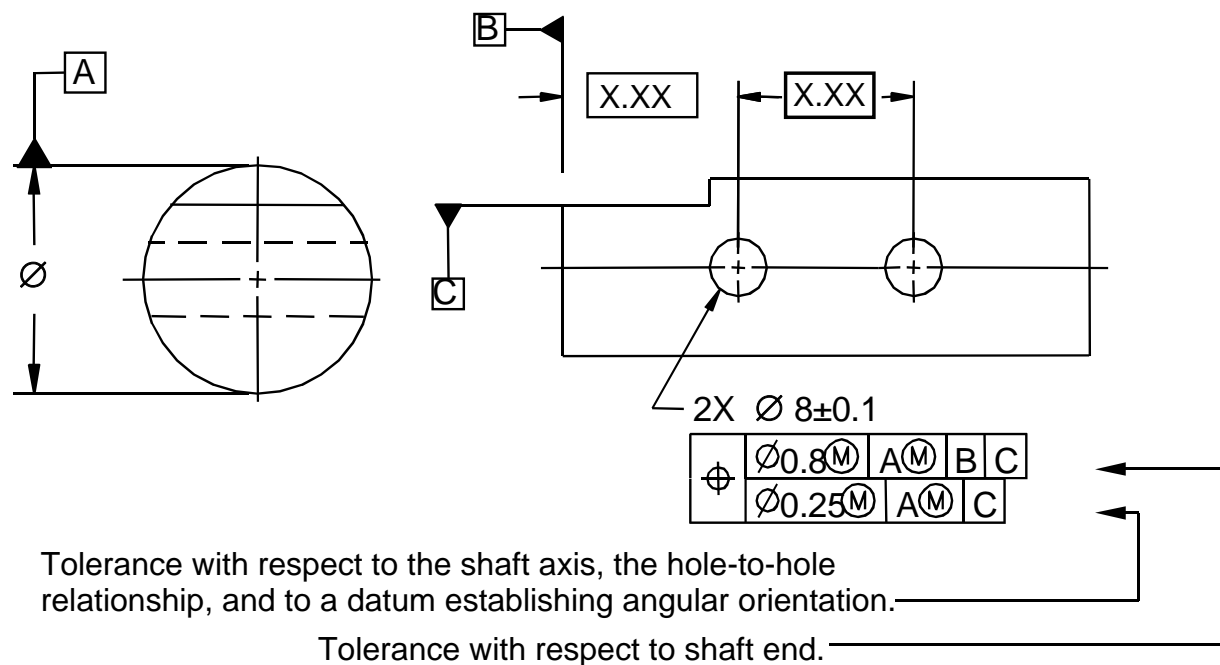 B
A
X.XX X.XX
Ø
C
2X Ø 8±0.1
⌖ Ø0.8Ⓜ AⓂ B C
Ø0.25Ⓜ AⓂ C
Tolerance with respect to the shaft axis, the hole-to-hole
relationship, and to a datum establishing angular orientation.
Tolerance with respect to shaft end.